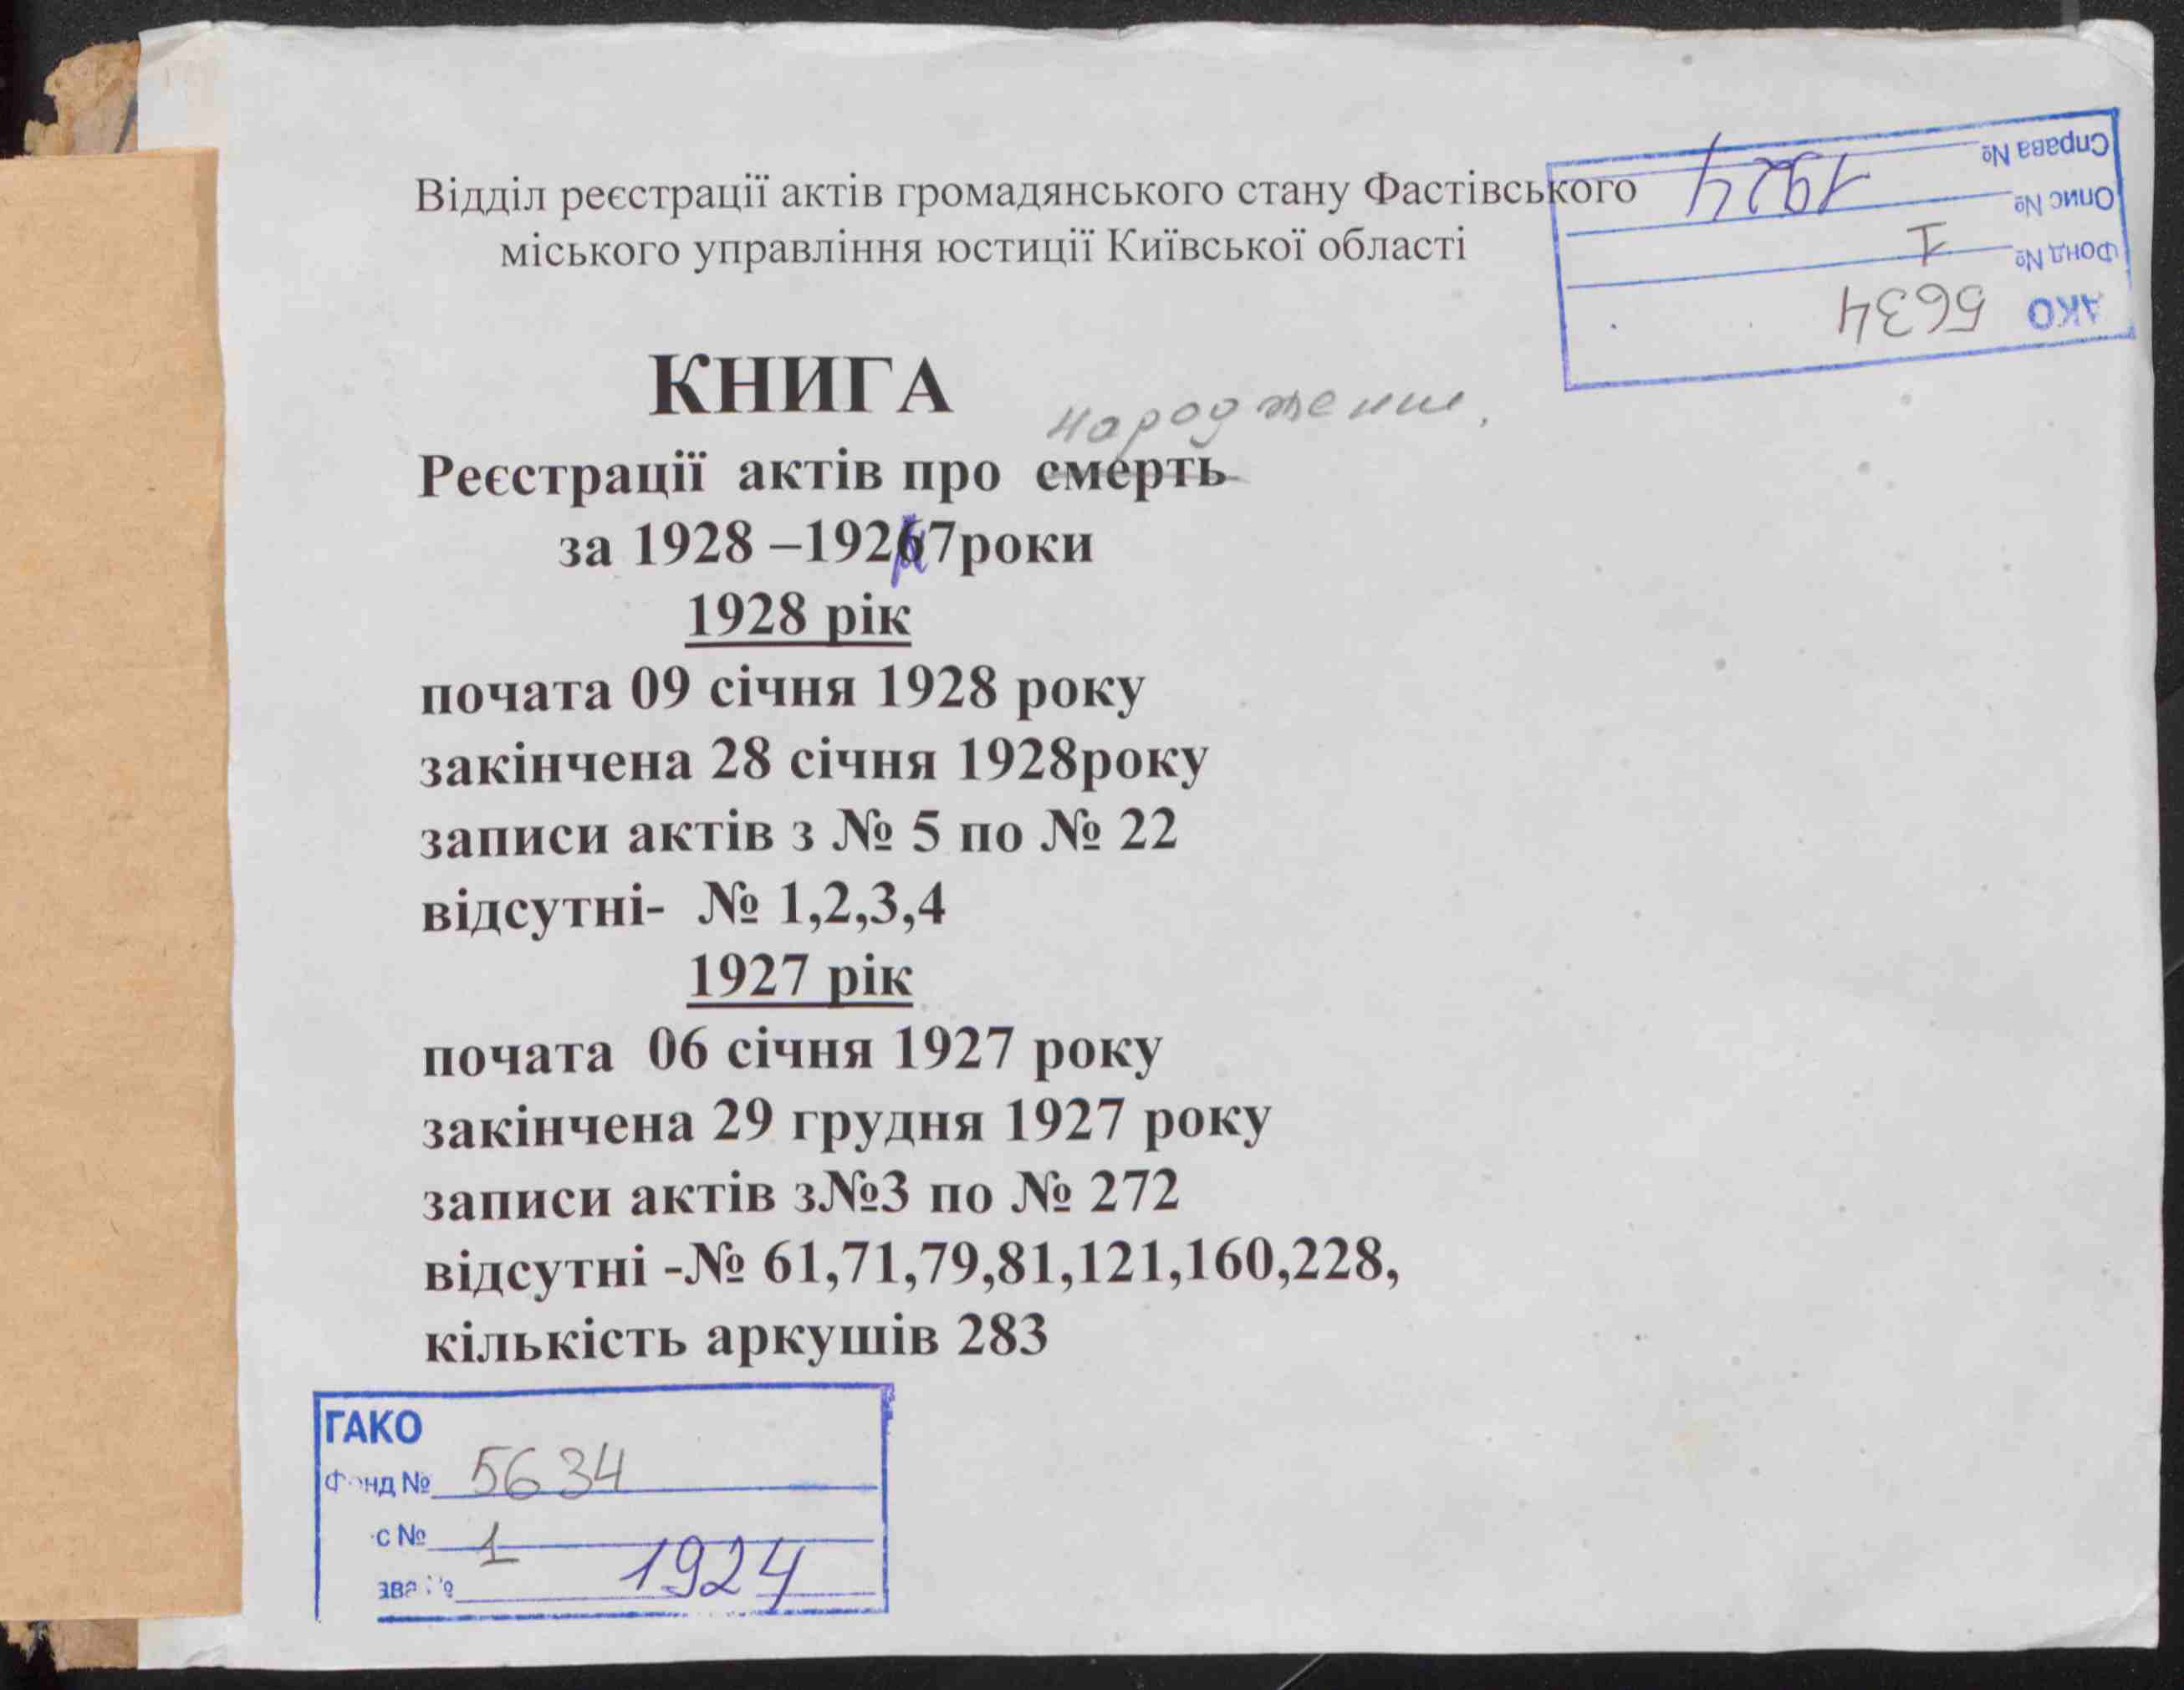 Відділ реєстрації актів громадянського стану Фастівського
міського управління юстиції Київської області
Справа № 1924
Опис № 1
Фонд № 5634
АКО
КНИГА
народження.
Реєстрації актів про смерть
за 1928 –1927роки
1928 рік
почата 09 січня 1928 року
закінчена 28 січня 1928року
записи актів з № 5 по № 22
відсутні- № 1,2,3,4
1927 рік
почата 06 січня 1927 року
закінчена 29 грудня 1927 року
записи актів з№3 по № 272
відсутні -№ 61,71,79,81,121,160,228,
кількість аркушів 283
ГАКО
Фонд № 5634
с № 1
ава № 1924